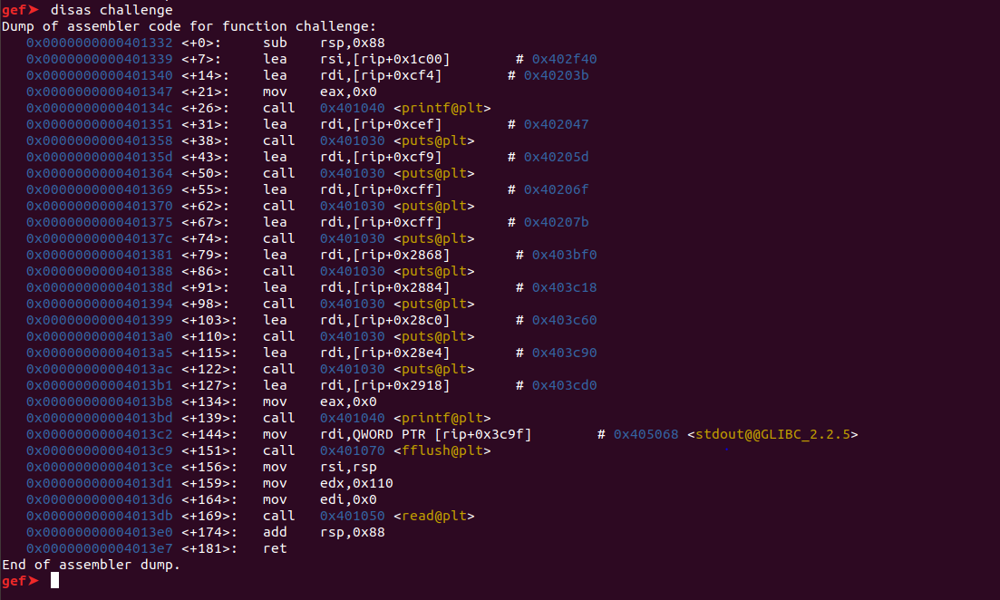 gef➤  disas challenge
Dump of assembler code for function challenge:
   0x0000000000401332 <+0>:	sub    rsp,0x88
   0x0000000000401339 <+7>:	lea    rsi,[rip+0x1c00]        # 0x402f40
   0x0000000000401340 <+14>:	lea    rdi,[rip+0xcf4]        # 0x40203b
   0x0000000000401347 <+21>:	mov    eax,0x0
   0x000000000040134c <+26>:	call   0x401040 <printf@plt>
   0x0000000000401351 <+31>:	lea    rdi,[rip+0xcef]        # 0x402047
   0x0000000000401358 <+38>:	call   0x401030 <puts@plt>
   0x000000000040135d <+43>:	lea    rdi,[rip+0xcf9]        # 0x40205d
   0x0000000000401364 <+50>:	call   0x401030 <puts@plt>
   0x0000000000401369 <+55>:	lea    rdi,[rip+0xcff]        # 0x40206f
   0x0000000000401370 <+62>:	call   0x401030 <puts@plt>
   0x0000000000401375 <+67>:	lea    rdi,[rip+0xcff]        # 0x40207b
   0x000000000040137c <+74>:	call   0x401030 <puts@plt>
   0x0000000000401381 <+79>:	lea    rdi,[rip+0x2868]        # 0x403bf0
   0x0000000000401388 <+86>:	call   0x401030 <puts@plt>
   0x000000000040138d <+91>:	lea    rdi,[rip+0x2884]        # 0x403c18
   0x0000000000401394 <+98>:	call   0x401030 <puts@plt>
   0x0000000000401399 <+103>:	lea    rdi,[rip+0x28c0]        # 0x403c60
   0x00000000004013a0 <+110>:	call   0x401030 <puts@plt>
   0x00000000004013a5 <+115>:	lea    rdi,[rip+0x28e4]        # 0x403c90
   0x00000000004013ac <+122>:	call   0x401030 <puts@plt>
   0x00000000004013b1 <+127>:	lea    rdi,[rip+0x2918]        # 0x403cd0
   0x00000000004013b8 <+134>:	mov    eax,0x0
   0x00000000004013bd <+139>:	call   0x401040 <printf@plt>
   0x00000000004013c2 <+144>:	mov    rdi,QWORD PTR [rip+0x3c9f]        # 0x405068 <stdout@@GLIBC_2.2.5>
   0x00000000004013c9 <+151>:	call   0x401070 <fflush@plt>
   0x00000000004013ce <+156>:	mov    rsi,rsp
   0x00000000004013d1 <+159>:	mov    edx,0x110
   0x00000000004013d6 <+164>:	mov    edi,0x0
   0x00000000004013db <+169>:	call   0x401050 <read@plt>
   0x00000000004013e0 <+174>:	add    rsp,0x88
   0x00000000004013e7 <+181>:	ret
End of assembler dump.
gef➤